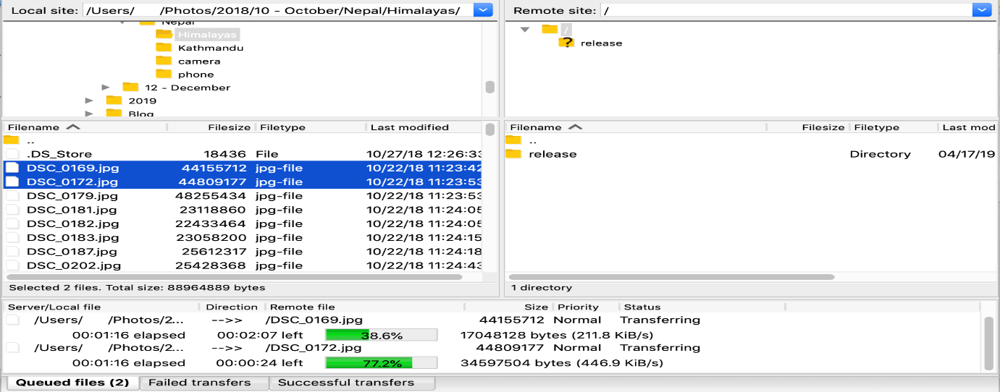 Local site: /Users/ /Photos/2018/10 - October/Nepal/Himalayas/
Remote site: /
Nepal
Himalayas
Kathmandu
camera
phone
12 - December
2019
Blog
/
? release
Filename Filesize Filetype Last modified
..
.DS_Store 18436 File 10/27/18 12:26:33
DSC_0169.jpg 44155712 jpg-file 10/22/18 11:23:42
DSC_0172.jpg 44809177 jpg-file 10/22/18 11:23:53
DSC_0179.jpg 48255434 jpg-file 10/22/18 11:23:53
DSC_0181.jpg 23118860 jpg-file 10/22/18 11:24:05
DSC_0182.jpg 22433464 jpg-file 10/22/18 11:24:05
DSC_0183.jpg 23058200 jpg-file 10/22/18 11:24:15
DSC_0187.jpg 25612317 jpg-file 10/22/18 11:24:18
DSC_0202.jpg 25428368 jpg-file 10/22/18 11:24:43
Selected 2 files. Total size: 88964889 bytes
Filename Filesize Filetype Last mod
..
release Directory 04/17/19
1 directory
Server/Local file Direction Remote file Size Priority Status
/Users/ /Photos/2... -->> /DSC_0169.jpg 44155712 Normal Transferring
00:01:16 elapsed 00:02:07 left 38.6% 17048128 bytes (211.8 KiB/s)
/Users/ /Photos/2... -->> /DSC_0172.jpg 44809177 Normal Transferring
00:01:16 elapsed 00:00:24 left 77.2% 34597504 bytes (446.9 KiB/s)
Queued files (2) Failed transfers Successful transfers